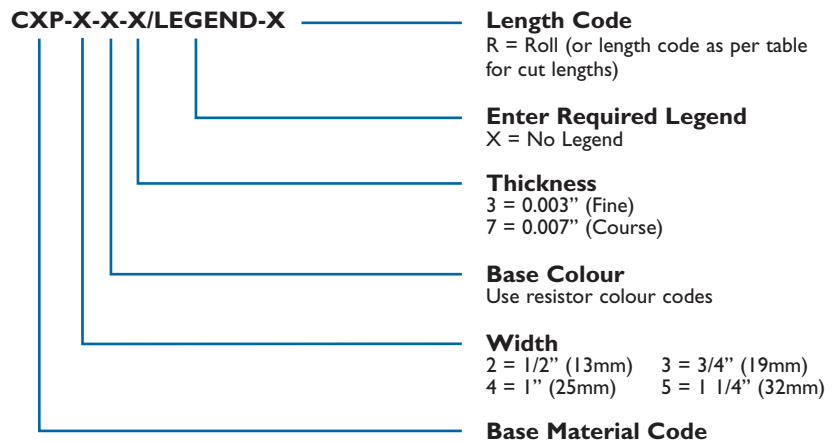 CXP-X-X-X/LEGEND-X
Length Code
R = Roll (or length code as per table
for cut lengths)
Enter Required Legend
X = No Legend
Thickness
3 = 0.003” (Fine)
7 = 0.007” (Course)
Base Colour
Use resistor colour codes
Width
2 = 1/2” (13mm) 3 = 3/4” (19mm)
4 = 1” (25mm) 5 = 1 1/4” (32mm)
Base Material Code